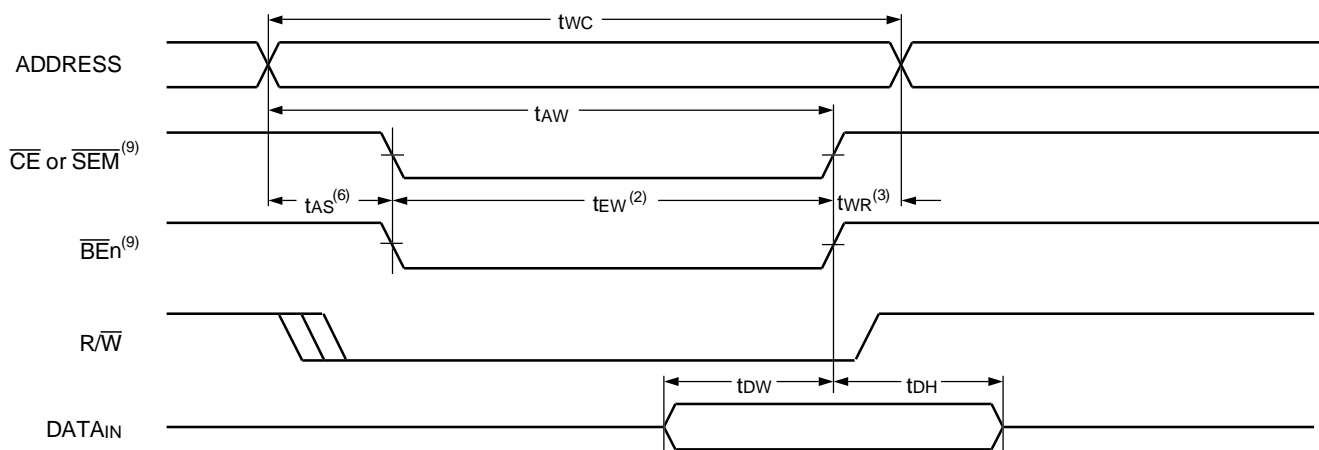 tWC
ADDRESS
tAW
CE or SEM(9)
tAS(6) tEW(2) tWR(3)
BEn(9)
R/W
tDW tDH
DATAIN